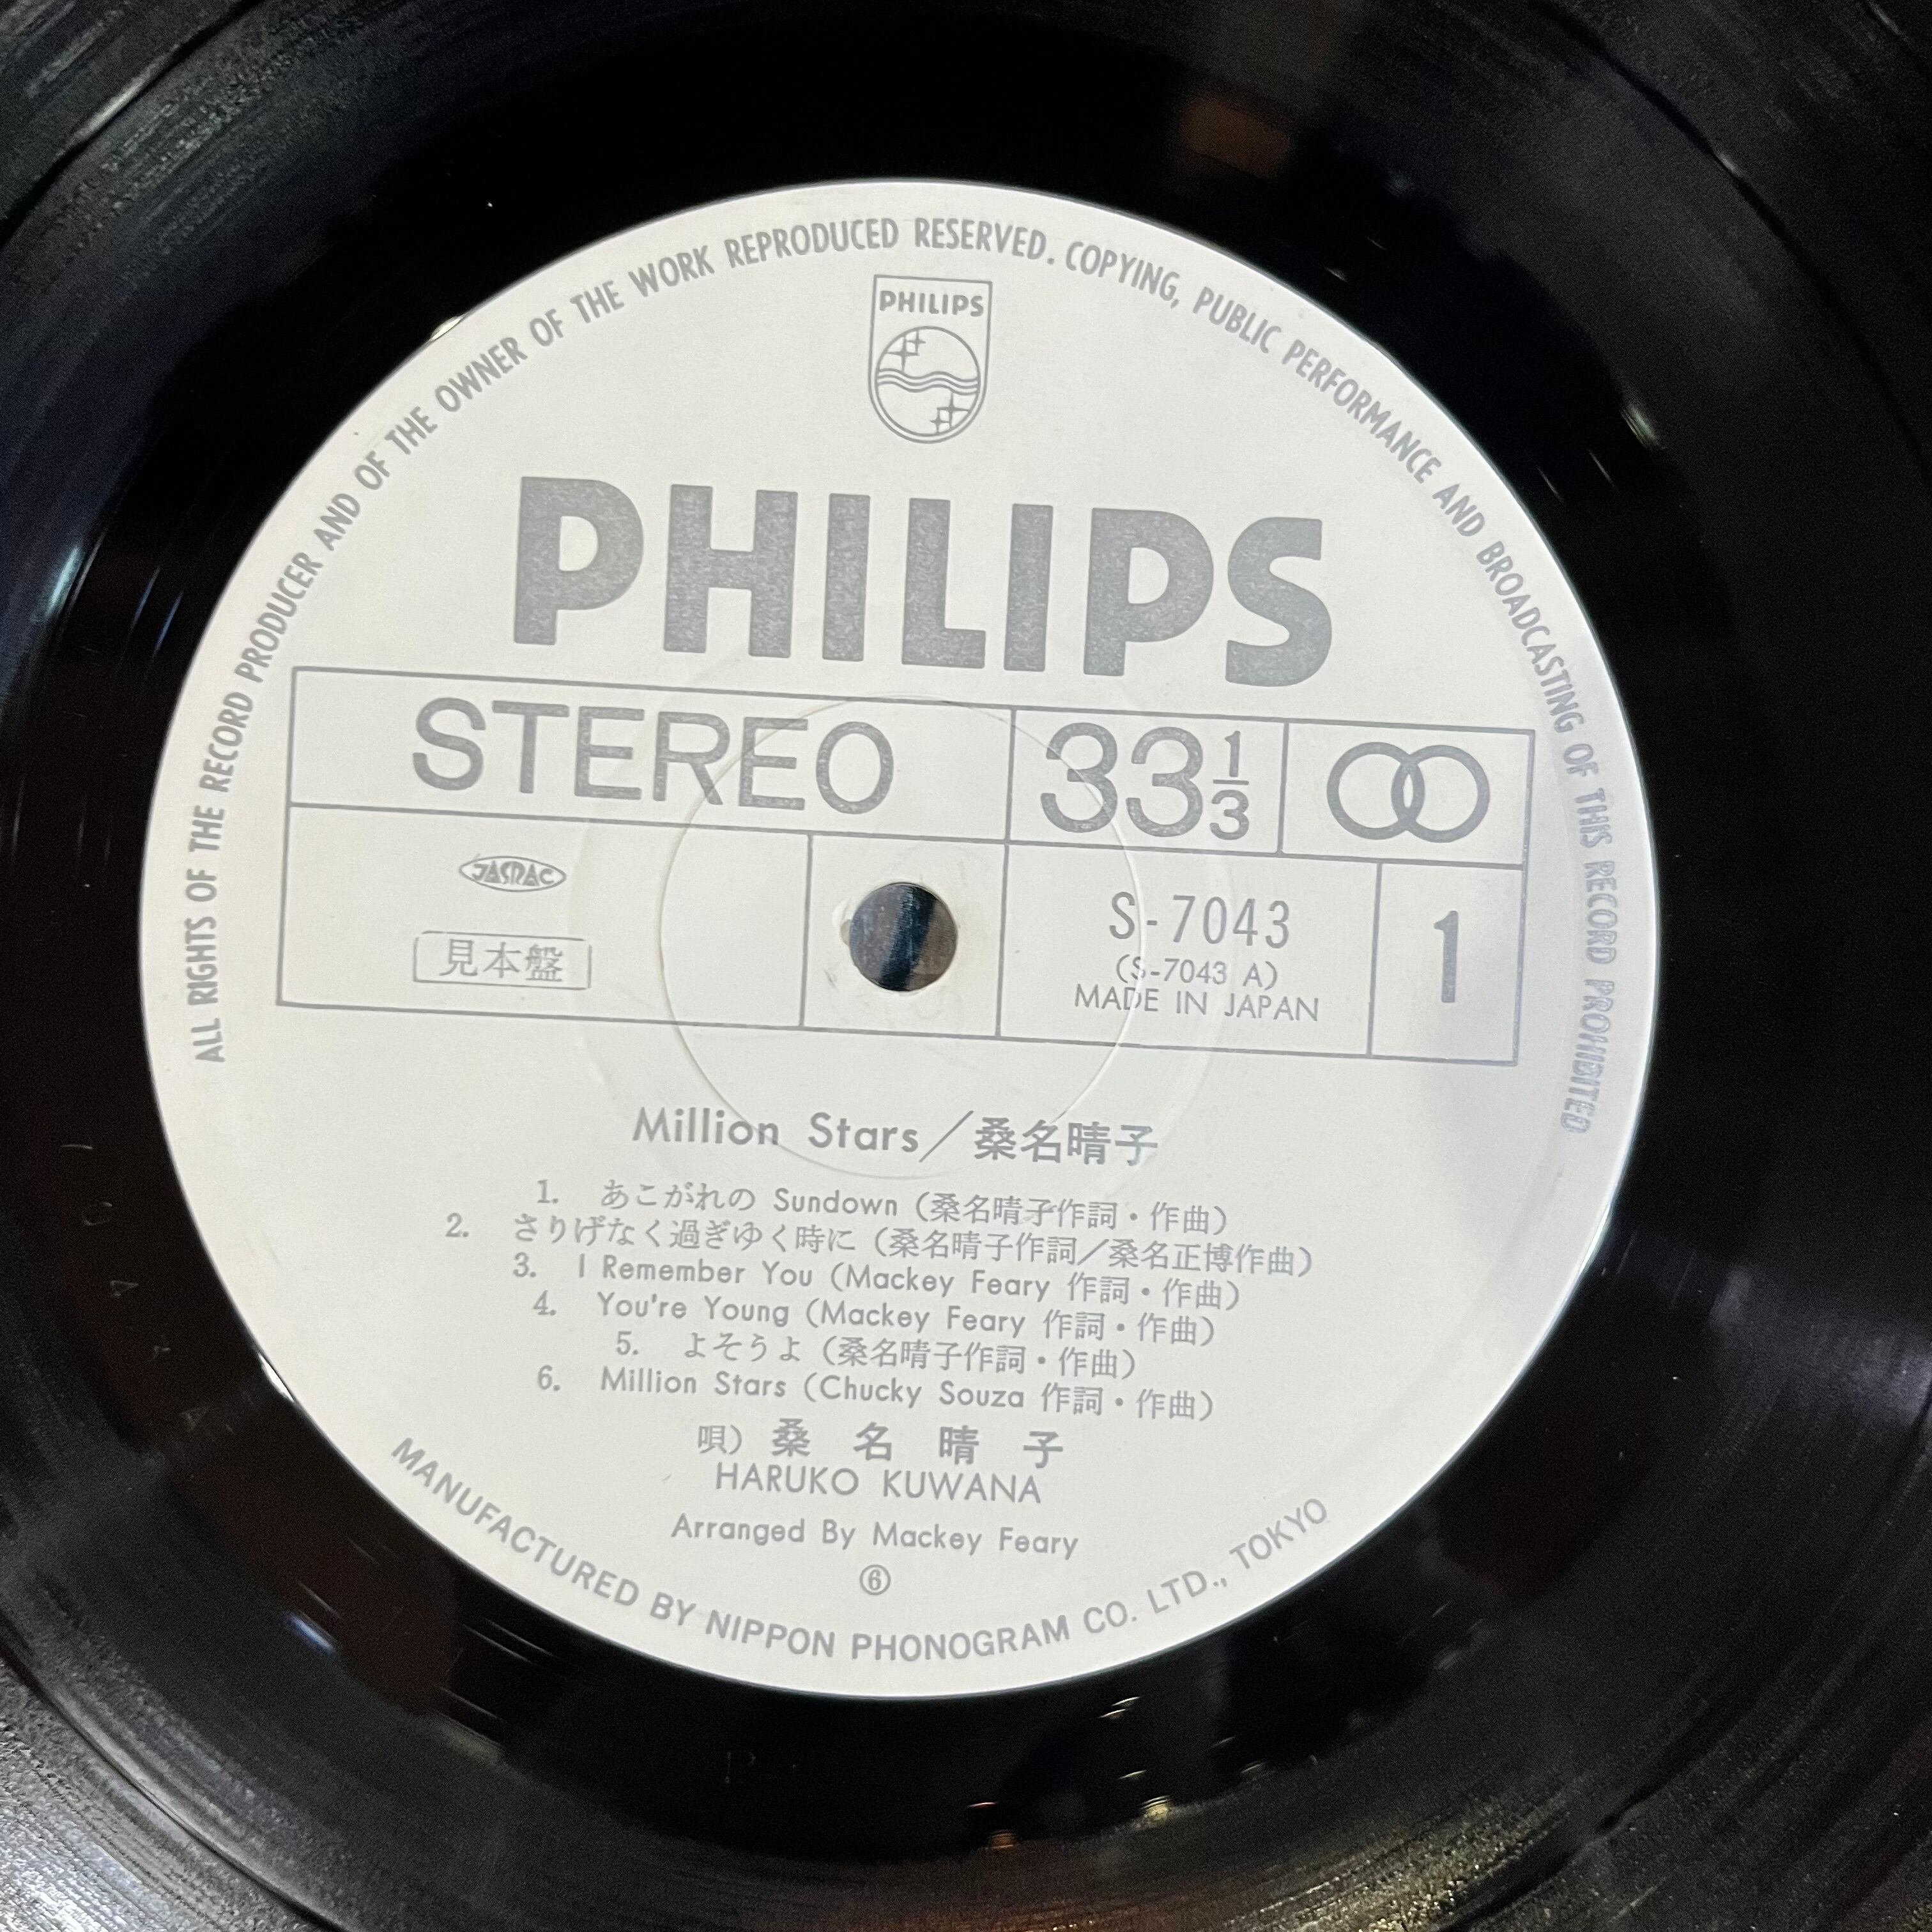 ALL RIGHTS OF THE RECORD PRODUCER AND OF THE OWNER OF THE WORK REPRODUCED RESERVED. COPYING, PUBLIC PERFORMANCE AND BROADCASTING OF THIS RECORD PROHIBITED
PHILIPS
PHILIPS
STEREO 33 1/3
JASRAC
見本盤
S-7043
(S-7043 A)
MADE IN JAPAN
1
Million Stars／桑名晴子
1. あこがれの Sundown (桑名晴子作詞・作曲)
2. さりげなく過ぎゆく時に (桑名晴子作詞／桑名正博作曲)
3. I Remember You (Mackey Feary 作詞・作曲)
4. You're Young (Mackey Feary 作詞・作曲)
5. よそうよ (桑名晴子作詞・作曲)
6. Million Stars (Chucky Souza 作詞・作曲)
唄) 桑名晴子
HARUKO KUWANA
Arranged By Mackey Feary
⑥
MANUFACTURED BY NIPPON PHONOGRAM CO. LTD., TOKYO